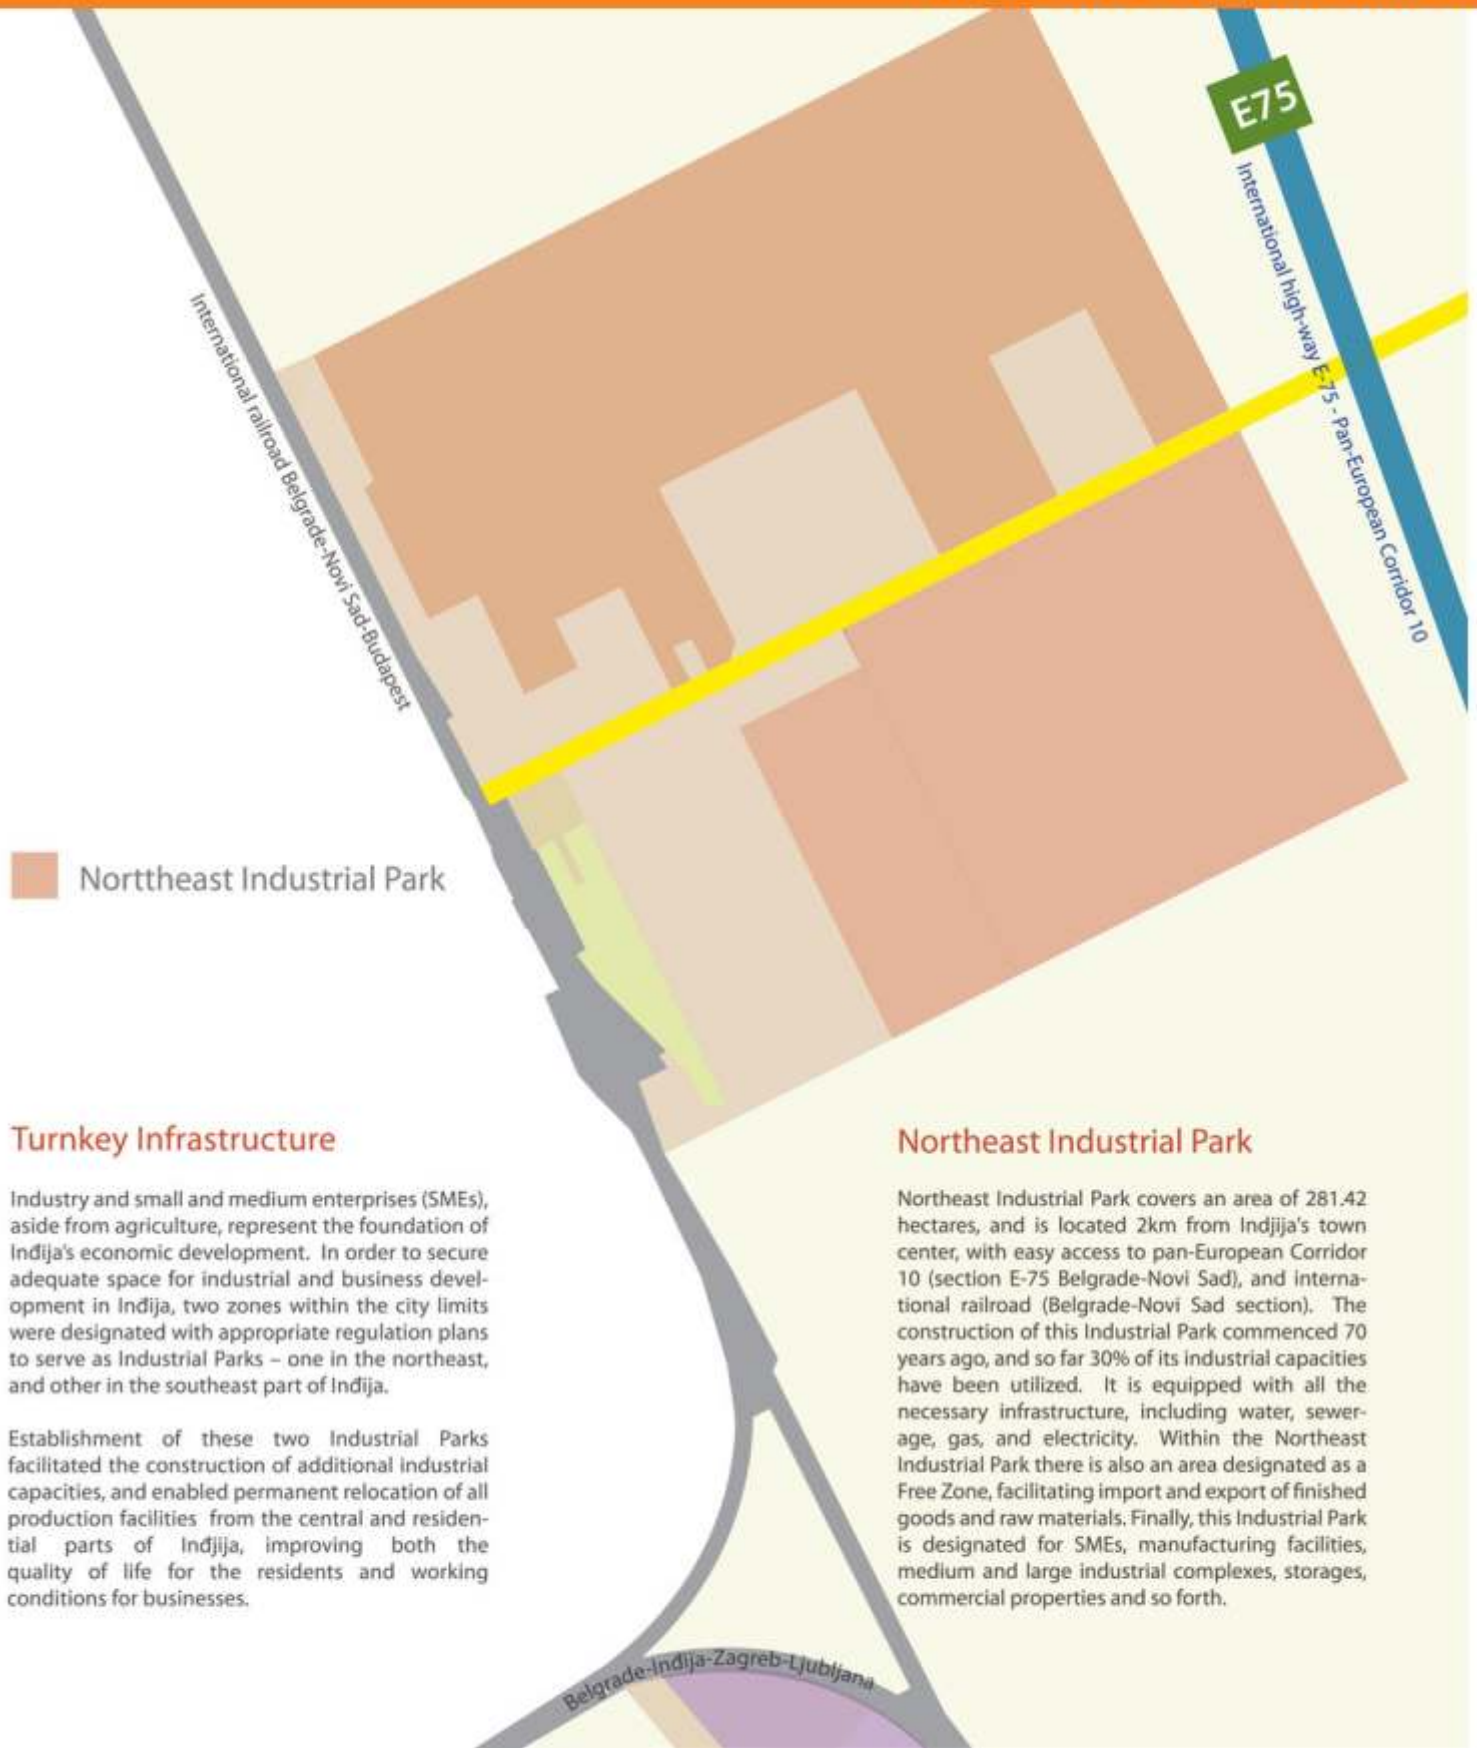 E75
International high-way E-75 - Pan-European Corridor 10
International railroad Belgrade-Novi Sad-Budapest
Norttheast Industrial Park
Turnkey Infrastructure
Industry and small and medium enterprises (SMEs),
aside from agriculture, represent the foundation of
Inđija's economic development. In order to secure
adequate space for industrial and business devel-
opment in Inđija, two zones within the city limits
were designated with appropriate regulation plans
to serve as Industrial Parks – one in the northeast,
and other in the southeast part of Inđija.
Establishment of these two Industrial Parks
facilitated the construction of additional industrial
capacities, and enabled permanent relocation of all
production facilities from the central and residen-
tial parts of Inđjija, improving both the
quality of life for the residents and working
conditions for businesses.
Northeast Industrial Park
Northeast Industrial Park covers an area of 281.42
hectares, and is located 2km from Indjija's town
center, with easy access to pan-European Corridor
10 (section E-75 Belgrade-Novi Sad), and interna-
tional railroad (Belgrade-Novi Sad section). The
construction of this Industrial Park commenced 70
years ago, and so far 30% of its industrial capacities
have been utilized. It is equipped with all the
necessary infrastructure, including water, sewer-
age, gas, and electricity. Within the Northeast
Industrial Park there is also an area designated as a
Free Zone, facilitating import and export of finished
goods and raw materials. Finally, this Industrial Park
is designated for SMEs, manufacturing facilities,
medium and large industrial complexes, storages,
commercial properties and so forth.
Belgrade-Inđija-Zagreb-Ljubljana